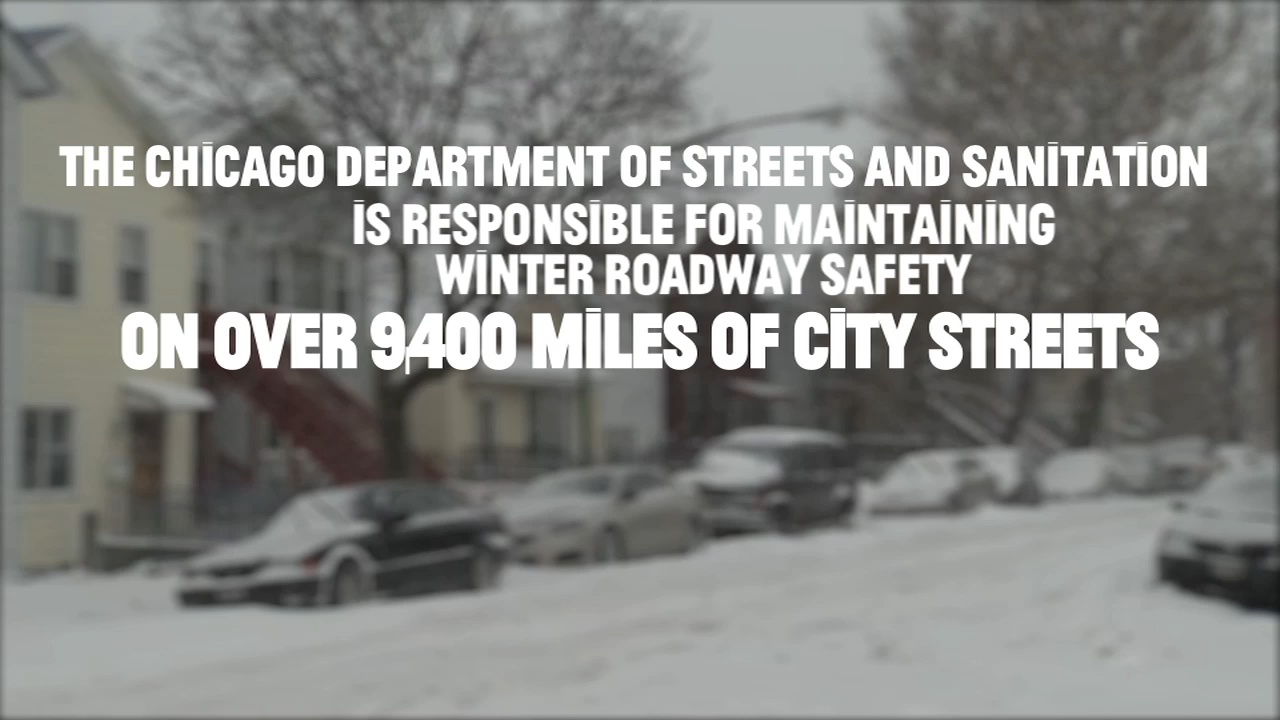 THE CHICAGO DEPARTMENT OF STREETS AND SANITATION
IS RESPONSIBLE FOR MAINTAINING
WINTER ROADWAY SAFETY
ON OVER 9400 MILES OF CITY STREETS